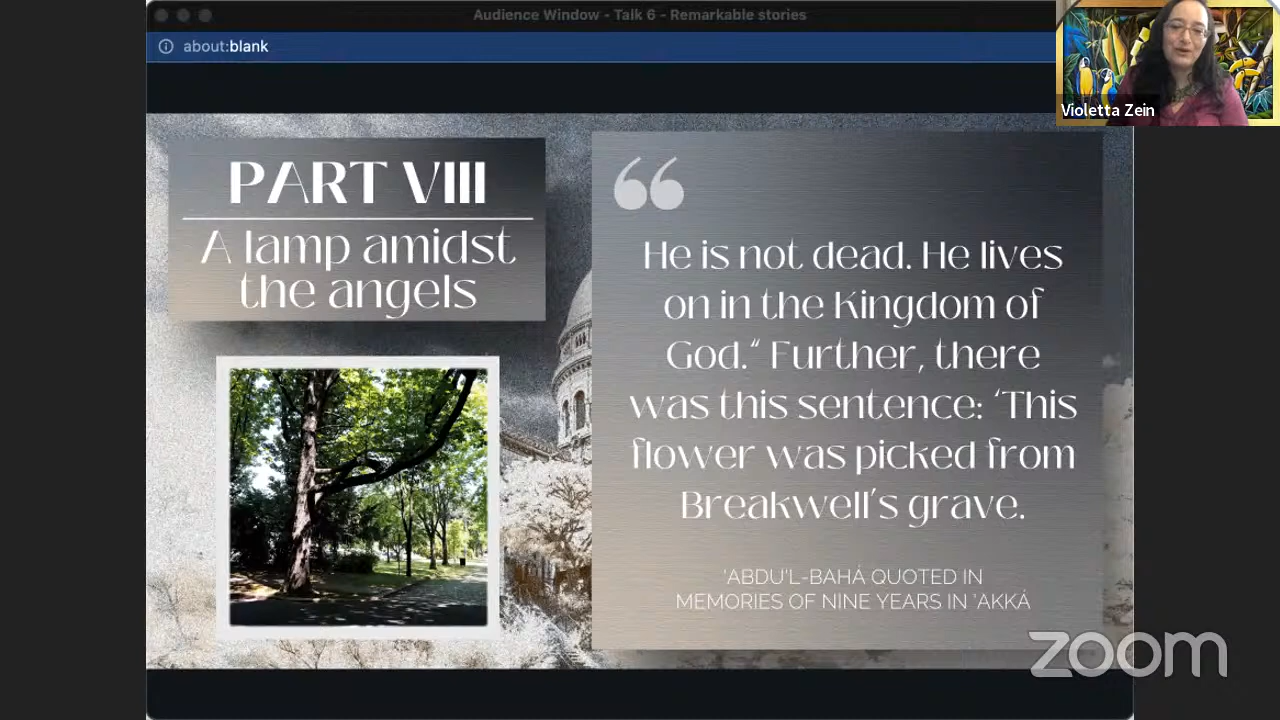 Audience Window - Talk 6 - Remarkable stories
about:blank
Violetta Zein
PART VIII
A lamp amidst
the angels
“
He is not dead. He lives
on in the Kingdom of
God.“ Further, there
was this sentence: ‘This
flower was picked from
Breakwell’s grave.
'ABDU'L-BAHÁ QUOTED IN
MEMORIES OF NINE YEARS IN 'AKKÁ
zoom